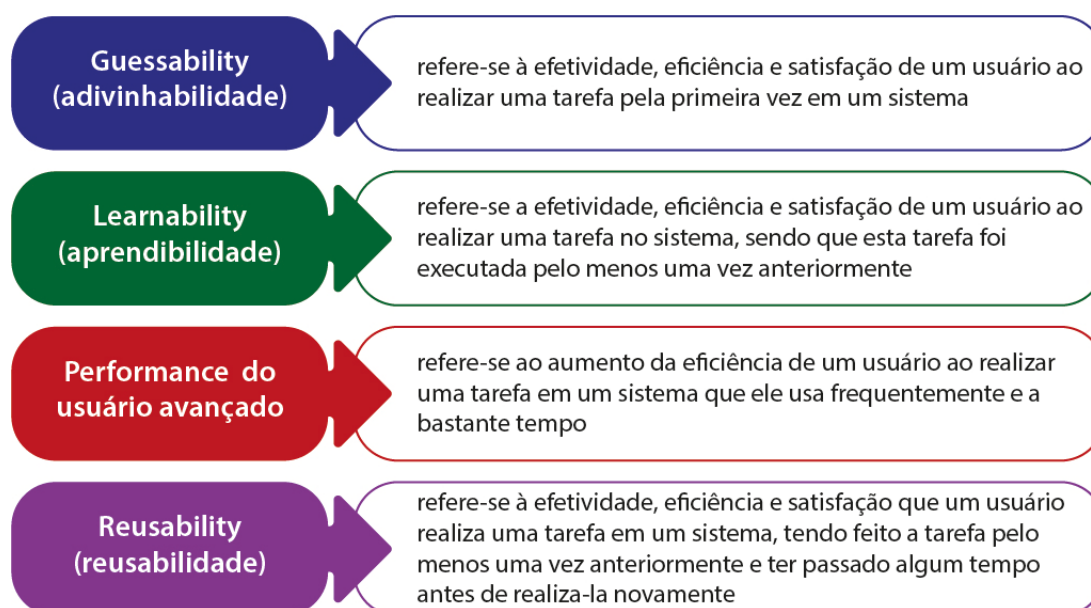 Guessability
(adivinhabilidade)
refere-se à efetividade, eficiência e satisfação de um usuário ao
realizar uma tarefa pela primeira vez em um sistema
Learnability
(aprendibilidade)
refere-se a efetividade, eficiência e satisfação de um usuário ao
realizar uma tarefa no sistema, sendo que esta tarefa foi
executada pelo menos uma vez anteriormente
Performance do
usuário avançado
refere-se ao aumento da eficiência de um usuário ao realizar
uma tarefa em um sistema que ele usa frequentemente e a
bastante tempo
Reusability
(reusabilidade)
refere-se à efetividade, eficiência e satisfação que um usuário
realiza uma tarefa em um sistema, tendo feito a tarefa pelo
menos uma vez anteriormente e ter passado algum tempo
antes de realiza-la novamente